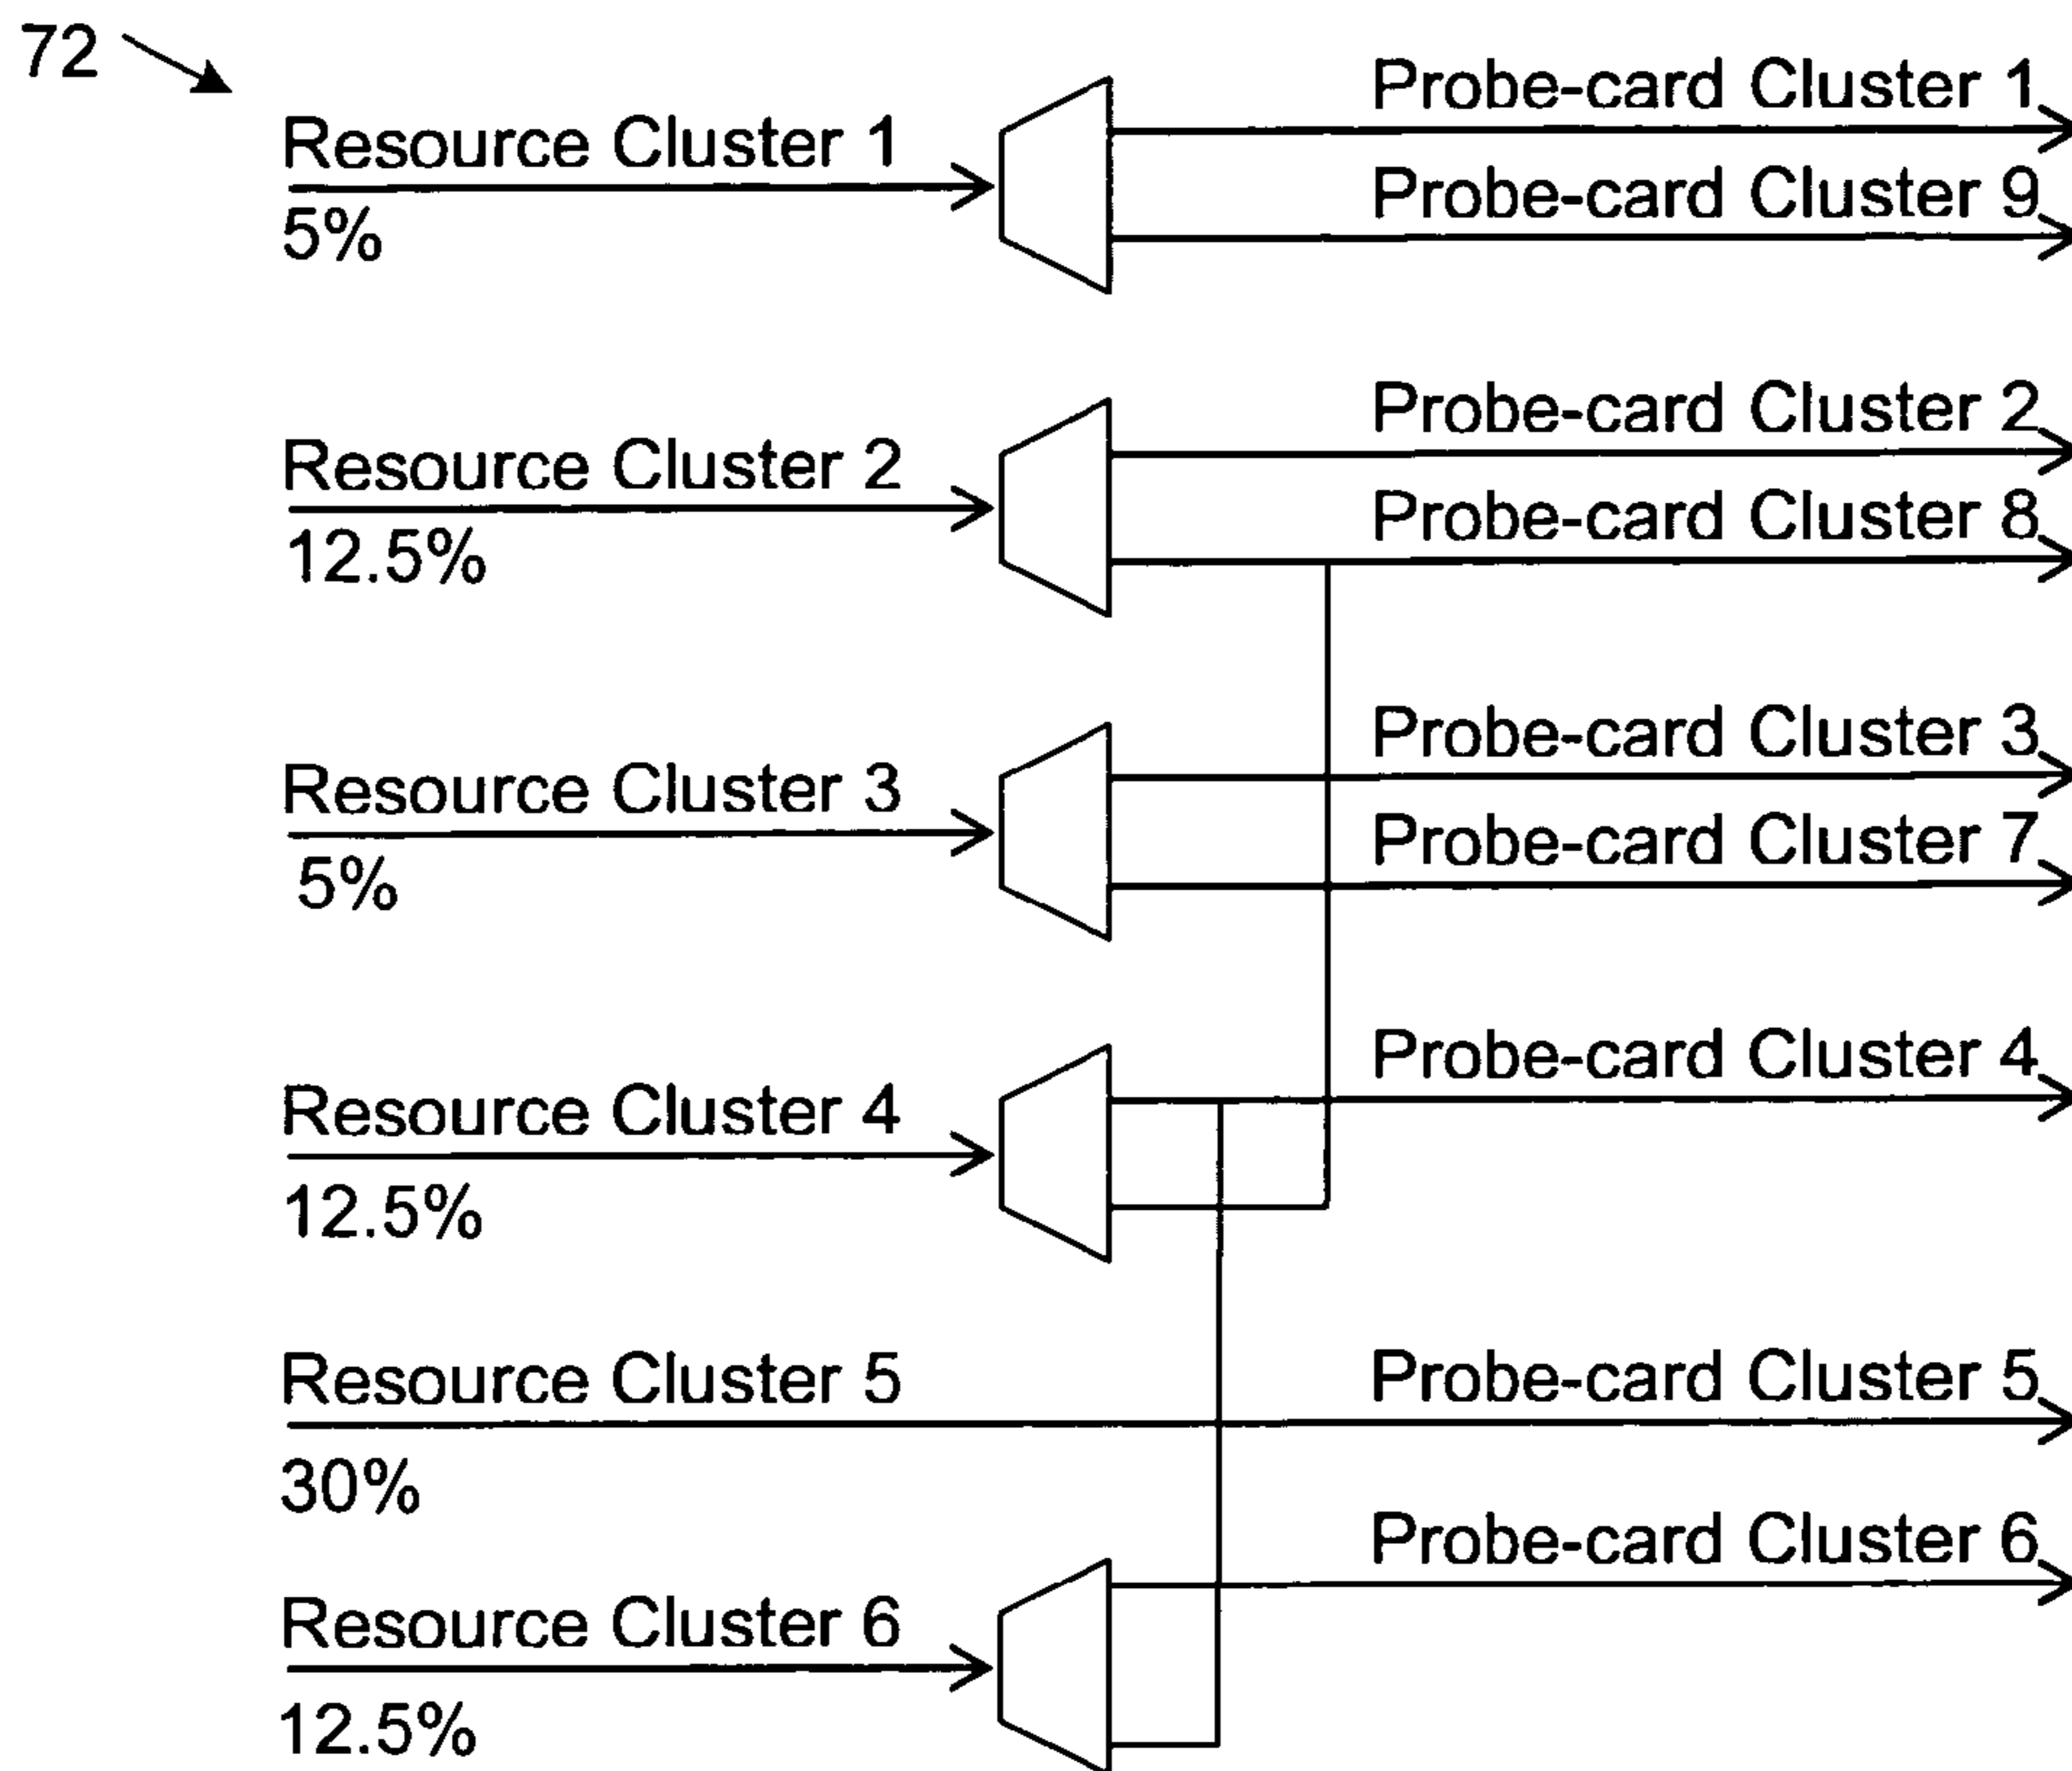 72
Probe-card Cluster 1
Resource Cluster 1
Probe-card Cluster 9
5%
Probe-card Cluster 2
Resource Cluster 2
Probe-card Cluster 8
12.5%
Probe-card Cluster 3
Resource Cluster 3
Probe-card Cluster 7
5%
Probe-card Cluster 4
Resource Cluster 4
12.5%
Resource Cluster 5
Probe-card Cluster 5
30%
Probe-card Cluster 6
Resource Cluster 6
12.5%